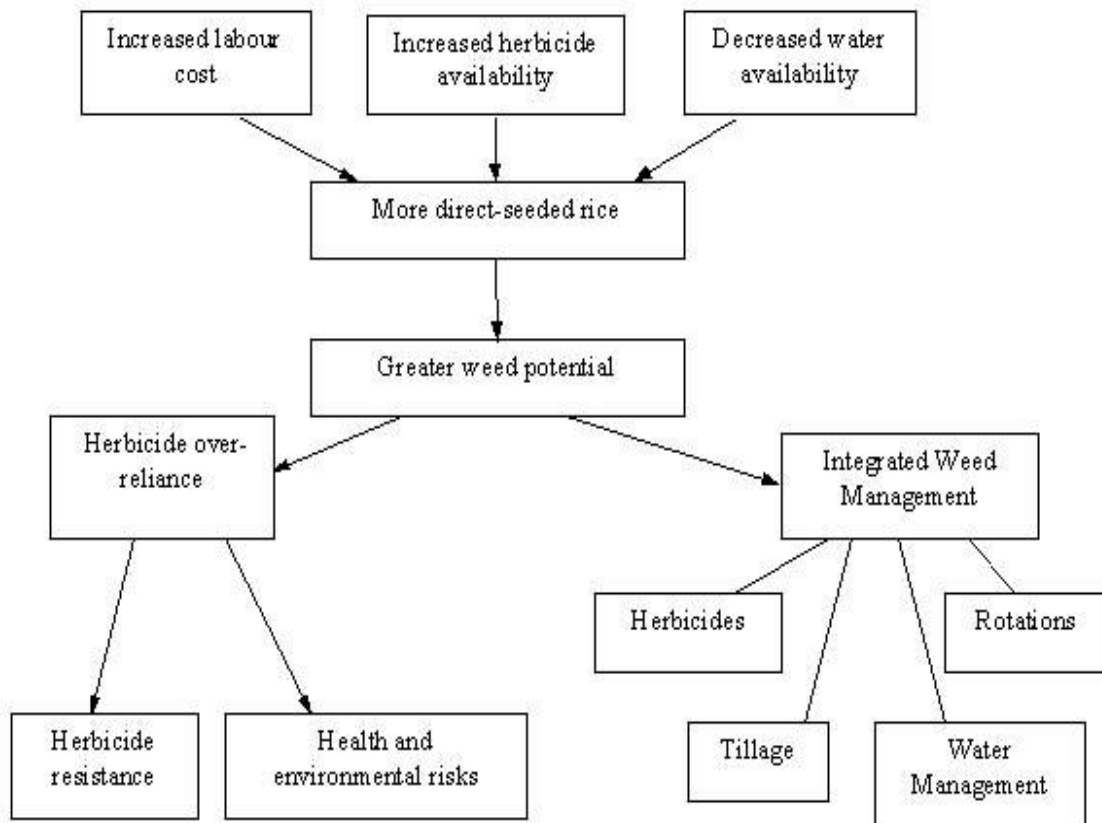 Increased labour
cost
Increased herbicide
availability
Decreased water
availability
More direct-seeded rice
Greater weed potential
Herbicide over-
reliance
Integrated Weed
Management
Herbicides
Rotations
Herbicide
resistance
Health and
environmental risks
Tillage
Water
Management